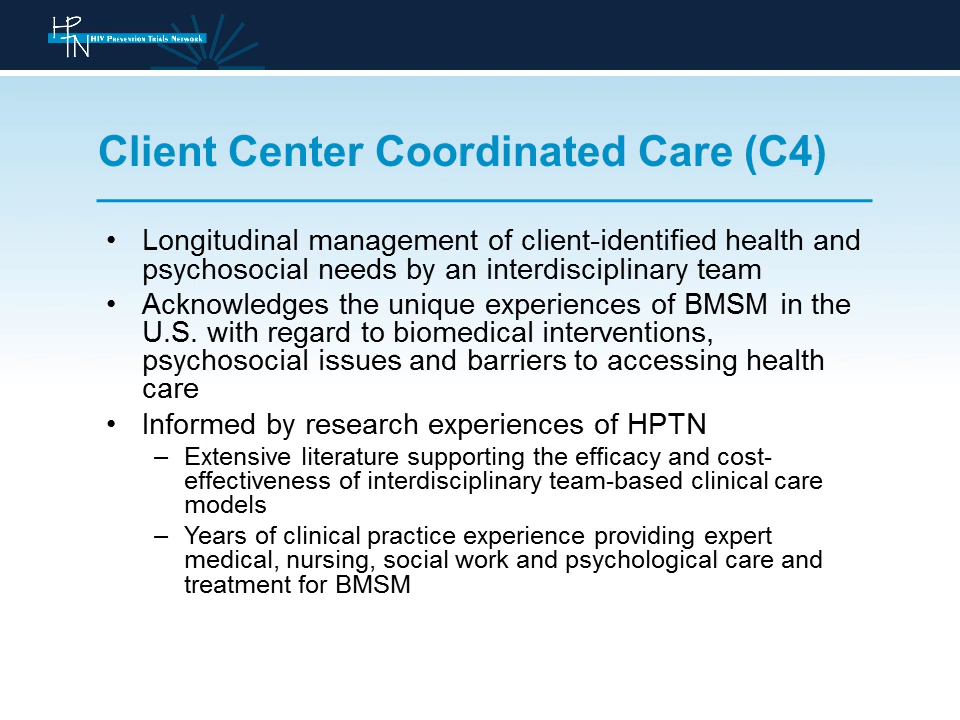 HPTN
HIV Prevention Trials Network
Client Center Coordinated Care (C4)
• Longitudinal management of client-identified health and
psychosocial needs by an interdisciplinary team
• Acknowledges the unique experiences of BMSM in the
U.S. with regard to biomedical interventions,
psychosocial issues and barriers to accessing health
care
• Informed by research experiences of HPTN
– Extensive literature supporting the efficacy and cost-
effectiveness of interdisciplinary team-based clinical care
models
– Years of clinical practice experience providing expert
medical, nursing, social work and psychological care and
treatment for BMSM